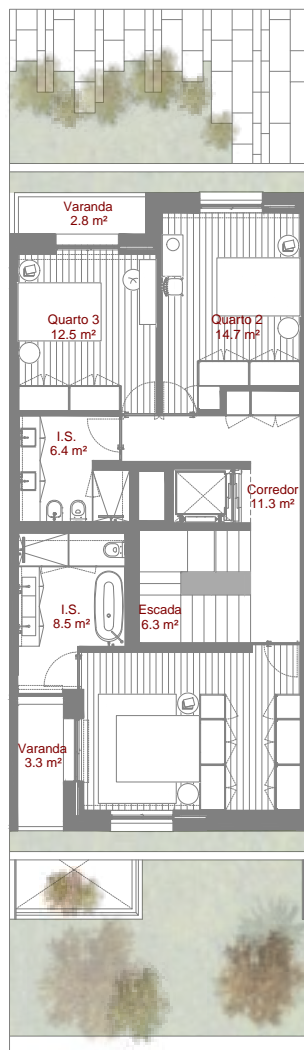 Varanda
2.8 m²
Quarto 3
12.5 m²
Quarto 2
14.7 m²
I.S.
6.4 m²
Corredor
11.3 m²
I.S.
8.5 m²
Escada
6.3 m²
Varanda
3.3 m²